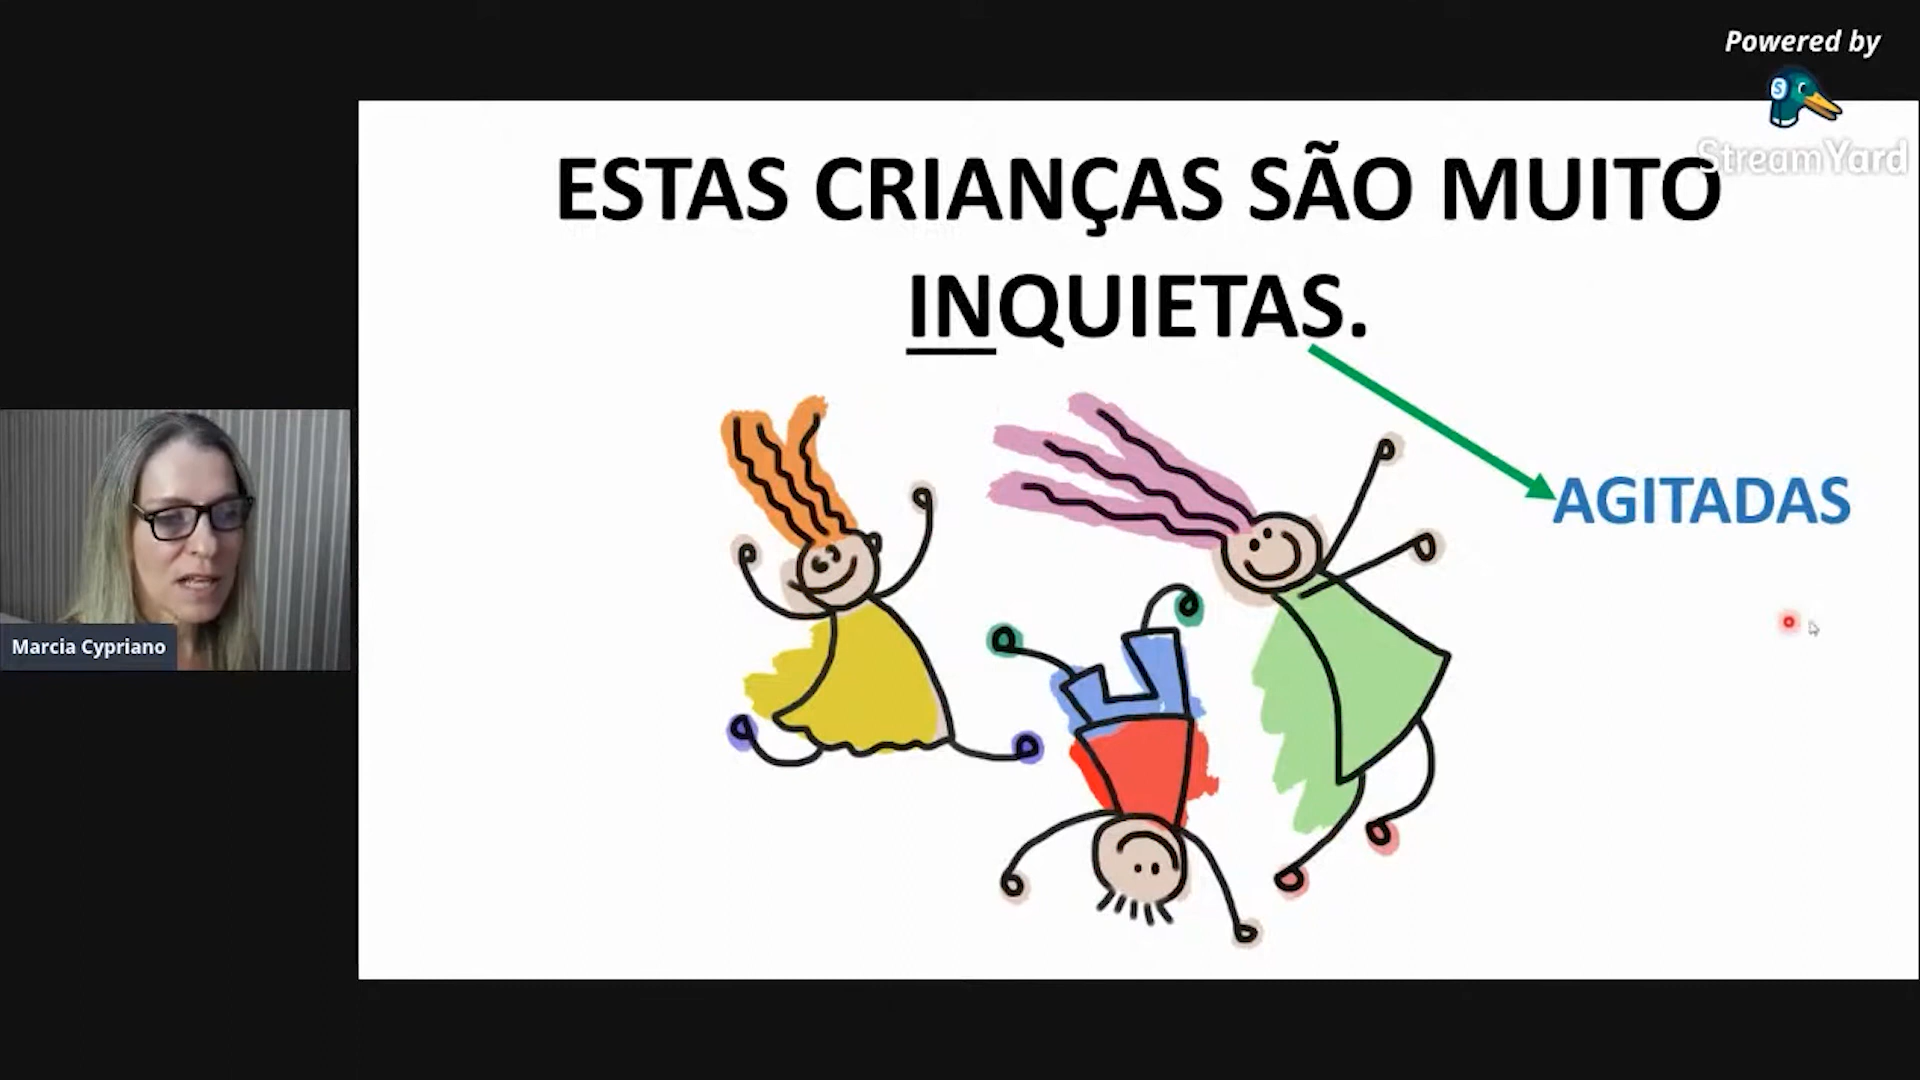 Powered by
StreamYard
ESTAS CRIANÇAS SÃO MUITO
INQUIETAS.
AGITADAS
Marcia Cypriano